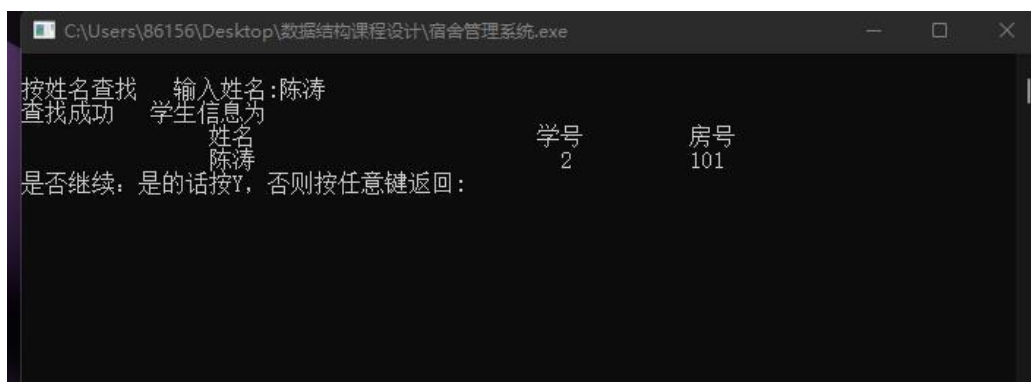 C:\Users\86156\Desktop\数据结构课程设计\宿舍管理系统.exe
按姓名查找 输入姓名:陈涛
查找成功 学生信息为
姓名 学号 房号
陈涛 2 101
是否继续：是的话按Y，否则按任意键返回: